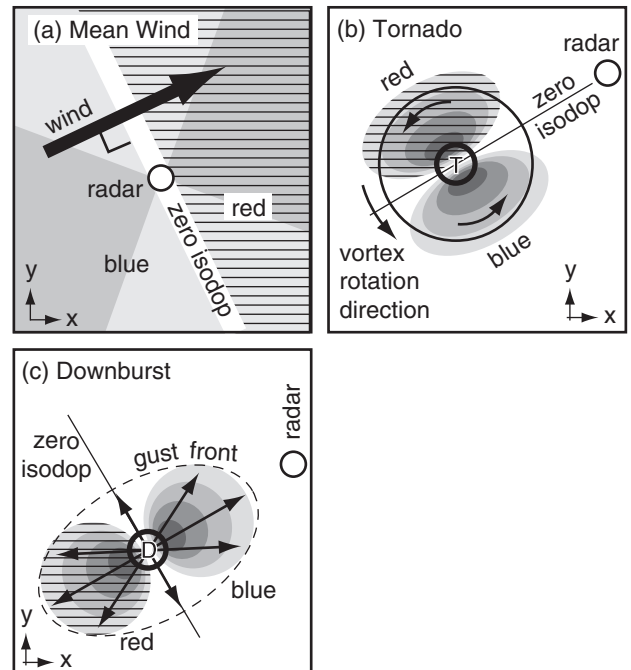 (a) Mean Wind
wind
radar
red
zero isodop
blue
y
x
(b) Tornado
radar
red
zero
isodop
T
blue
vortex
rotation
direction
y
x
(c) Downburst
radar
zero
isodop
gust front
D
blue
red
y
x